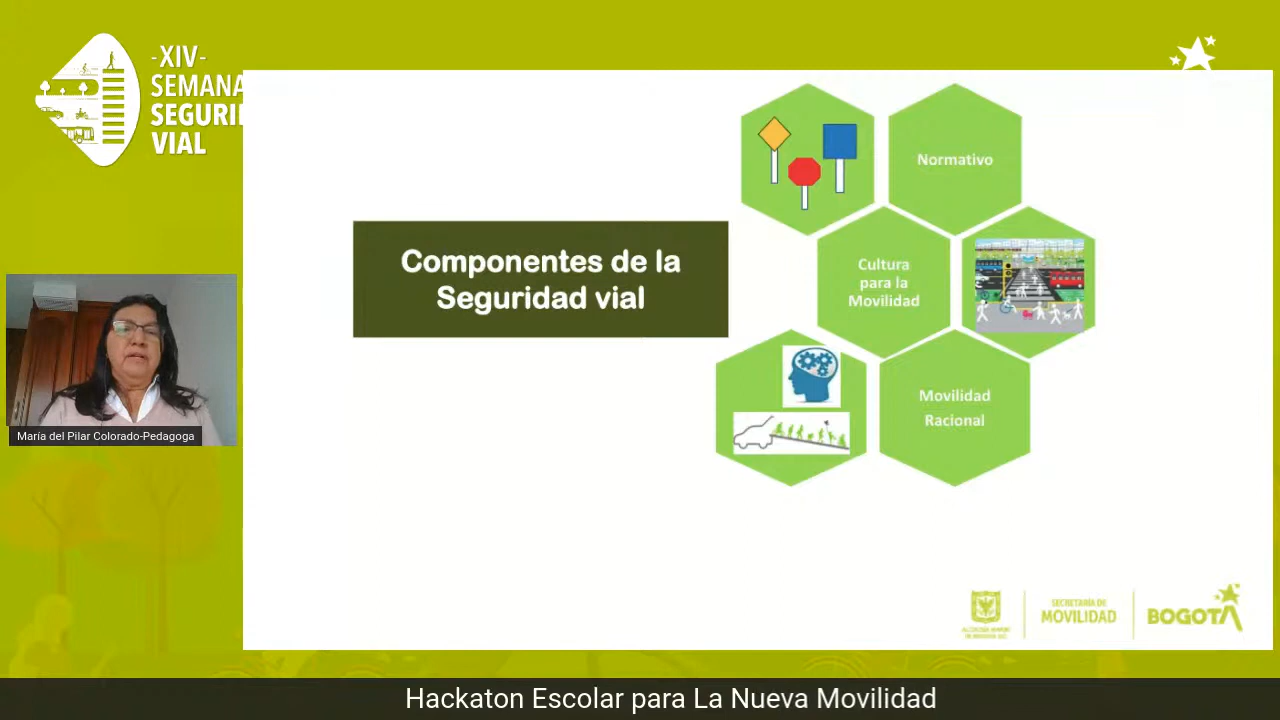 -XIV-
SEMANA
SEGURI
VIAL
Normativo
Componentes de la
Seguridad vial
Cultura
para la
Movilidad
Movilidad
Racional
María del Pilar Colorado-Pedagoga
SECRETARÍA DE
MOVILIDAD
BOGOTÁ
Hackaton Escolar para La Nueva Movilidad